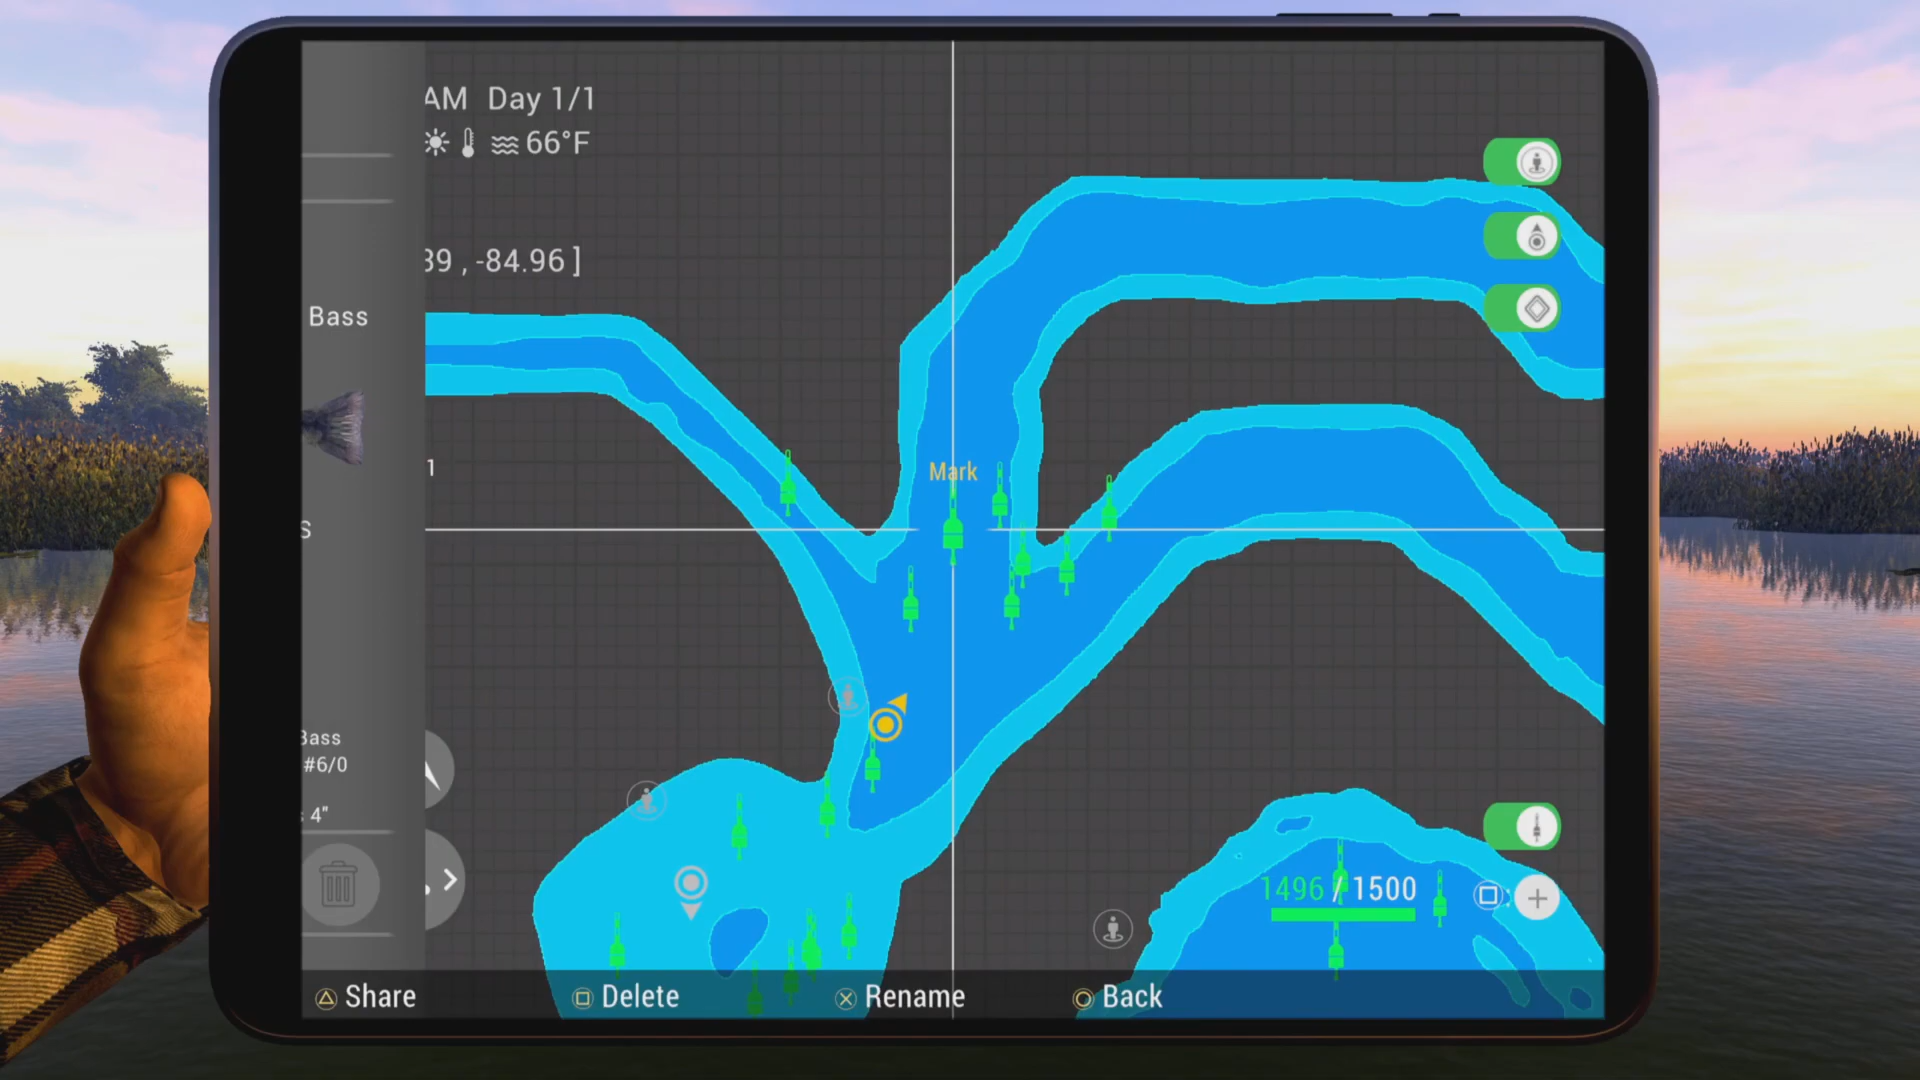 AM Day 1/1
66°F
39 , -84.96 ]
Bass
Mark
1
S
Bass
#6/0
4"
1496 / 1500
Share
Delete
Rename
Back